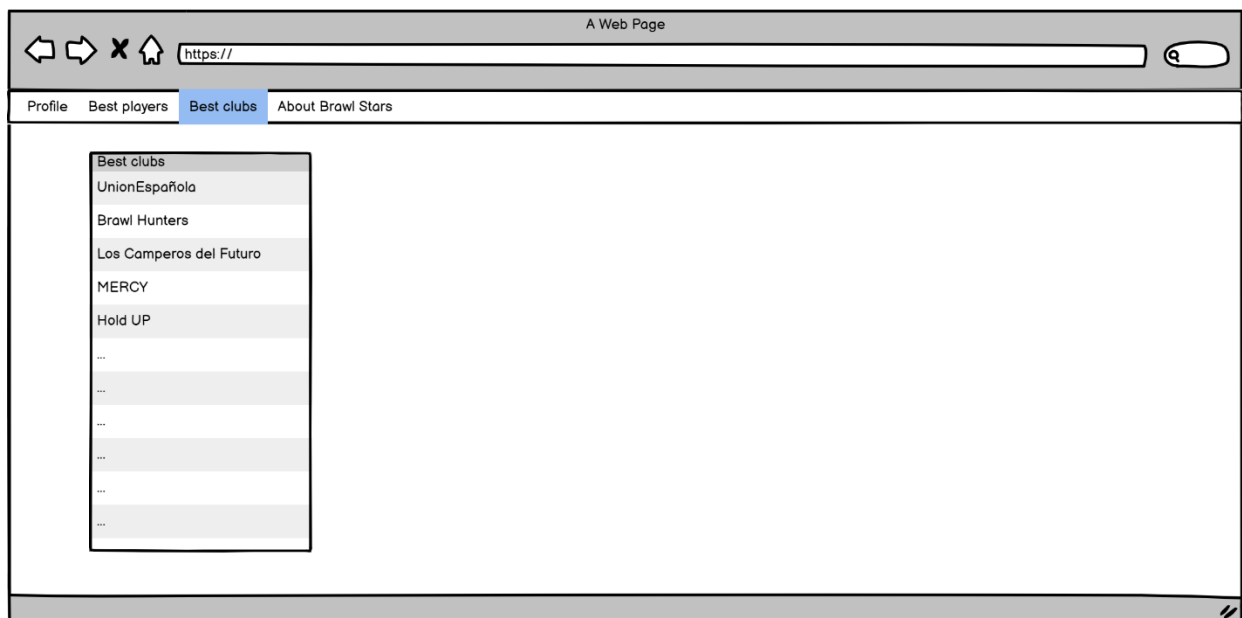 A Web Page
https://
Profile Best players Best clubs About Brawl Stars
Best clubs
UnionEspañola
Brawl Hunters
Los Camperos del Futuro
MERCY
Hold UP
...
...
...
...
...
...